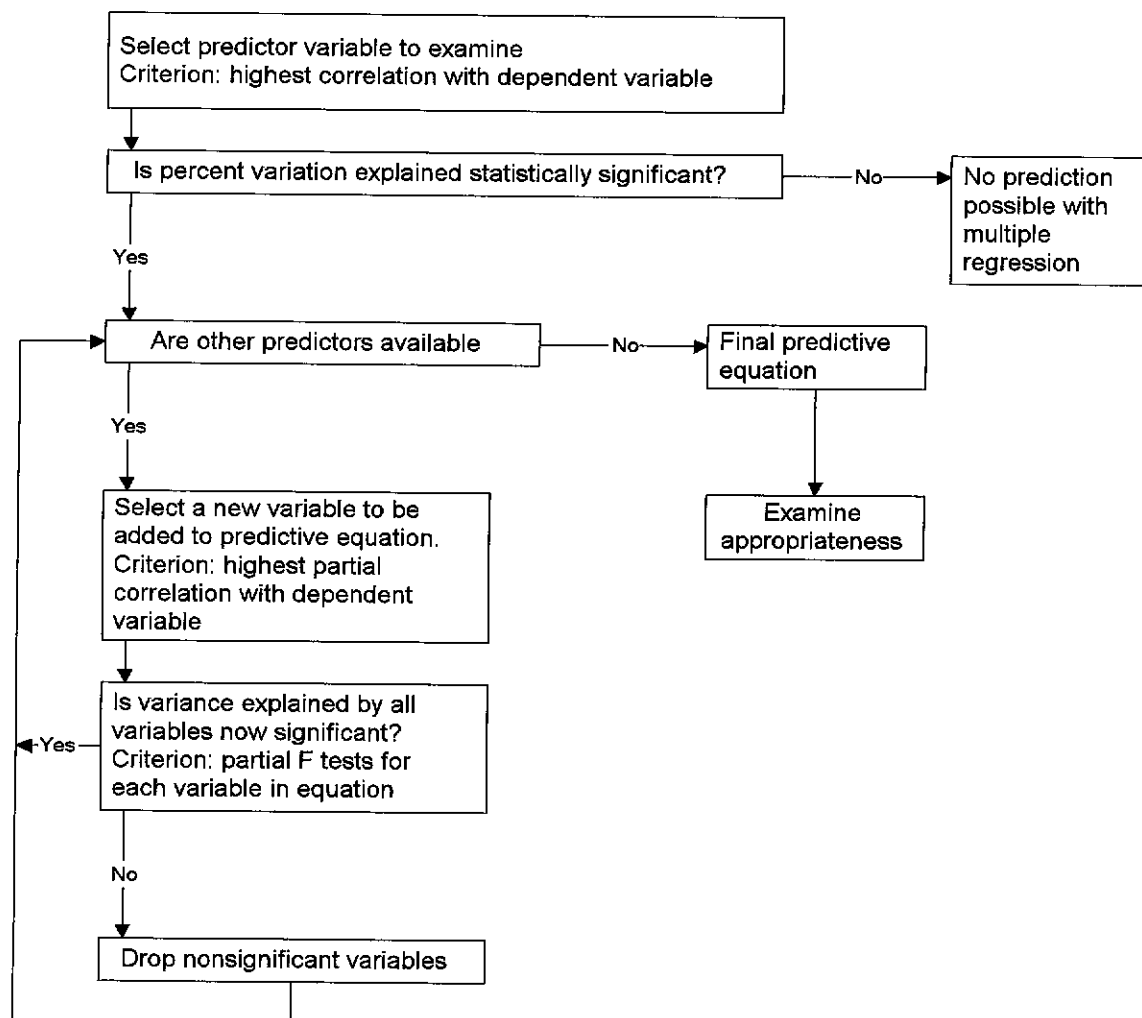 Select predictor variable to examine
Criterion: highest correlation with dependent variable
Is percent variation explained statistically significant?
No
No prediction
possible with
multiple
regression
Yes
Are other predictors available
No
Final predictive
equation
Yes
Select a new variable to be
added to predictive equation.
Criterion: highest partial
correlation with dependent
variable
Examine
appropriateness
Is variance explained by all
variables now significant?
Criterion: partial F tests for
each variable in equation
Yes
No
Drop nonsignificant variables